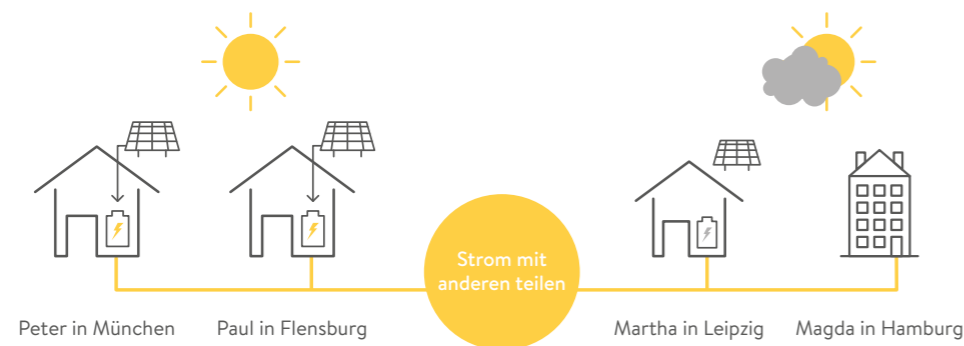 Strom mit
anderen teilen
Peter in München
Paul in Flensburg
Martha in Leipzig
Magda in Hamburg